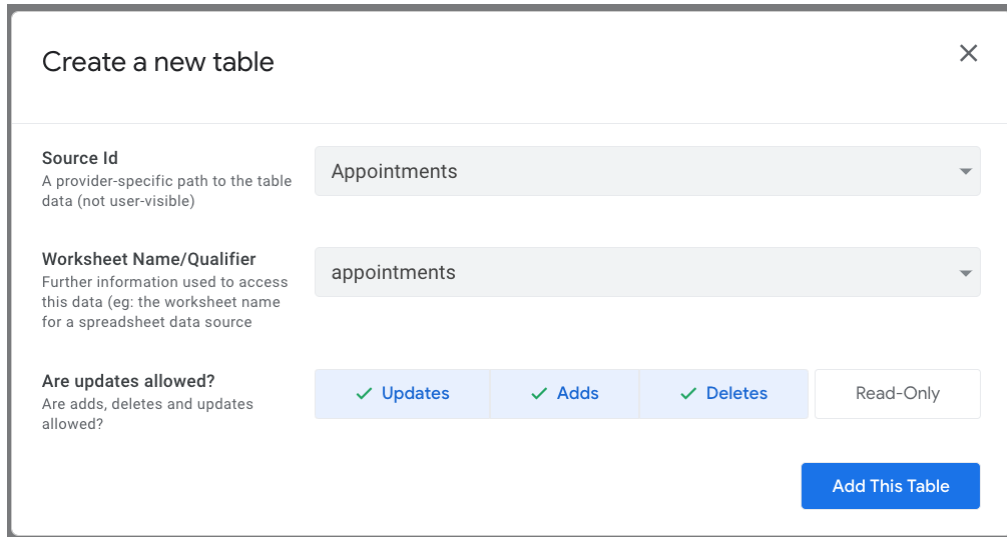 Create a new table
Source Id
A provider-specific path to the table
data (not user-visible)
Appointments
Worksheet Name/Qualifier
Further information used to access
this data (eg: the worksheet name
for a spreadsheet data source
appointments
Are updates allowed?
Are adds, deletes and updates
allowed?
Updates
Adds
Deletes
Read-Only
Add This Table